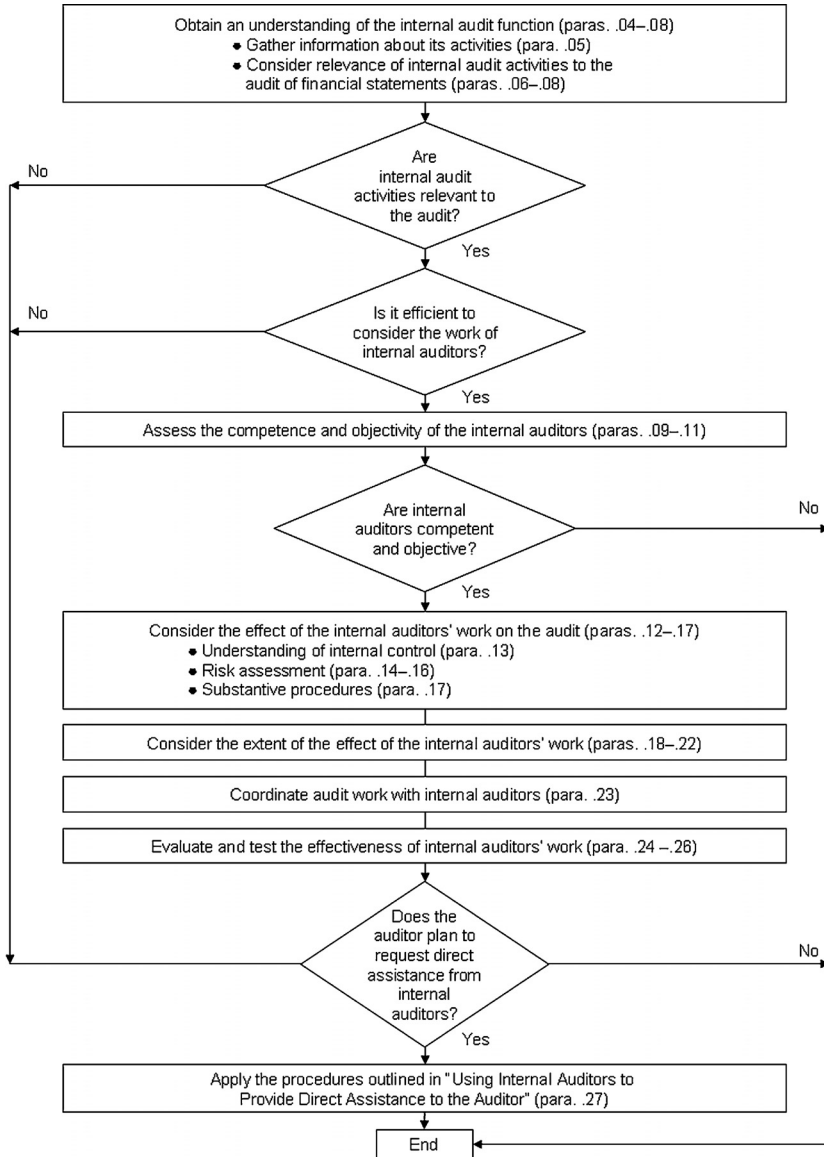 Obtain an understanding of the internal audit function (paras. .04–.08)
● Gather information about its activities (para. .05)
● Consider relevance of internal audit activities to the
audit of financial statements (paras. .06–.08)
Are
internal audit
activities relevant to
the audit?
No
Yes
Is it efficient to
consider the work of
internal auditors?
No
Yes
Assess the competence and objectivity of the internal auditors (paras. .09–.11)
Are internal
auditors competent
and objective?
No
Yes
Consider the effect of the internal auditors' work on the audit (paras. .12–.17)
● Understanding of internal control (para. .13)
● Risk assessment (para. .14–.16)
● Substantive procedures (para. .17)
Consider the extent of the effect of the internal auditors' work (paras. .18–.22)
Coordinate audit work with internal auditors (para. .23)
Evaluate and test the effectiveness of internal auditors' work (para. .24 –.26)
Does the
auditor plan to
request direct
assistance from
internal
auditors?
No
Yes
Apply the procedures outlined in "Using Internal Auditors to
Provide Direct Assistance to the Auditor" (para. .27)
End